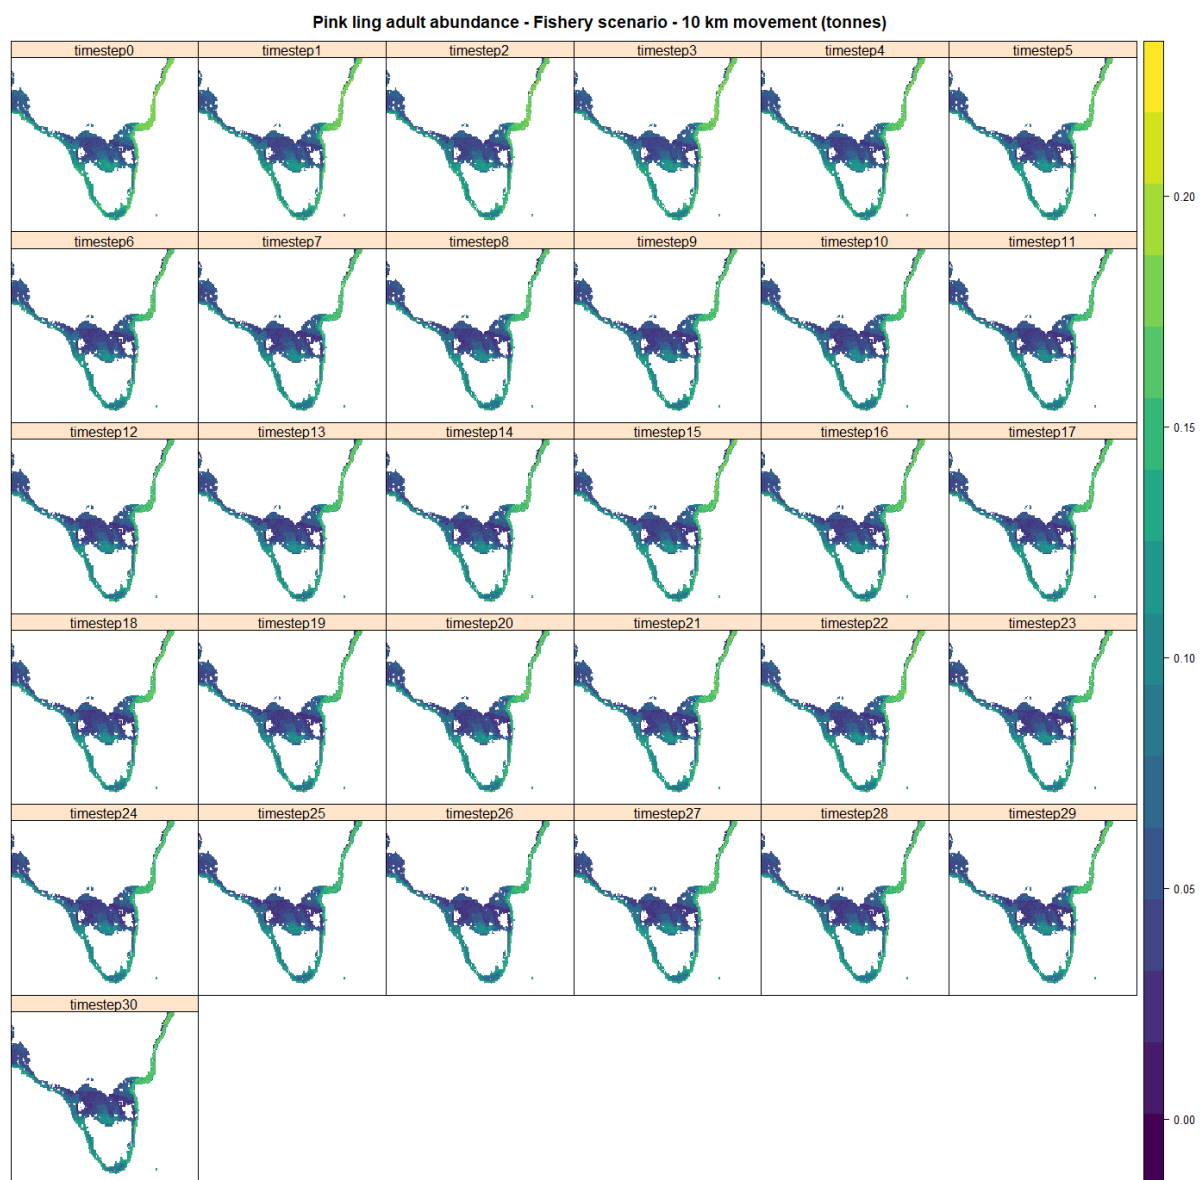 Pink ling adult abundance - Fishery scenario - 10 km movement (tonnes)
timestep0 timestep1 timestep2 timestep3 timestep4 timestep5
0.20
timestep6 timestep7 timestep8 timestep9 timestep10 timestep11
0.15
timestep12 timestep13 timestep14 timestep15 timestep16 timestep17
timestep18 timestep19 timestep20 timestep21 timestep22 timestep23
0.10
timestep24 timestep25 timestep26 timestep27 timestep28 timestep29
0.05
timestep30
0.00